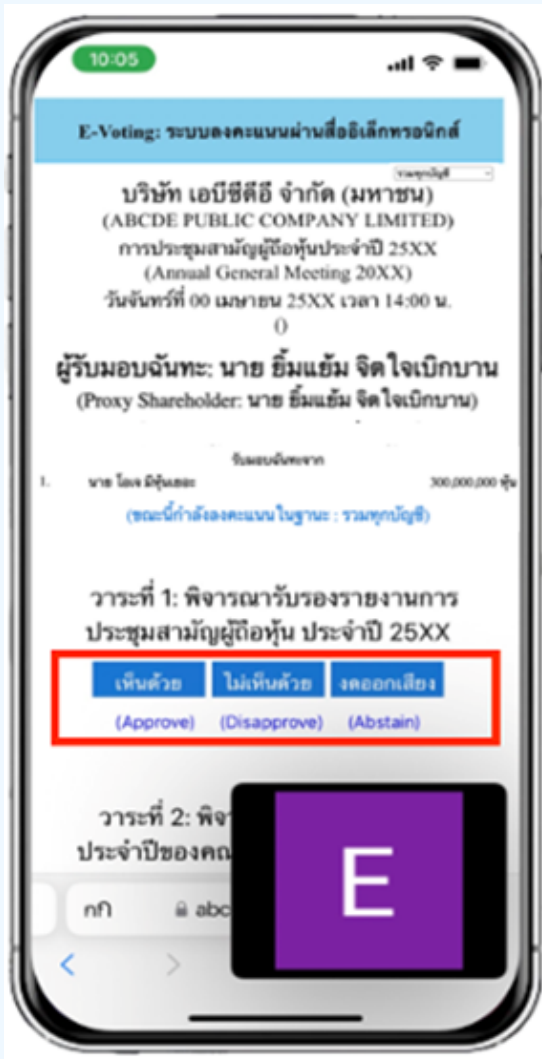 10:05
E-Voting: ระบบลงคะแนนผ่านสื่ออิเล็กทรอนิกส์
รวมทุกบัญชี
บริษัท เอบีซีดีอี จำกัด (มหาชน)
(ABCDE PUBLIC COMPANY LIMITED)
การประชุมสามัญผู้ถือหุ้นประจำปี 25XX
(Annual General Meeting 20XX)
วันจันทร์ที่ 00 เมษายน 25XX เวลา 14:00 น.
()
ผู้รับมอบฉันทะ: นาย ยิ้มแย้ม จิตใจเบิกบาน
(Proxy Shareholder: นาย ยิ้มแย้ม จิตใจเบิกบาน)
รับมอบฉันทะจาก
1. นาย โอเจ มีหุ้นเยอะ 300,000,000 หุ้น
(ขณะนี้กำลังลงคะแนนในฐานะ : รวมทุกบัญชี)
วาระที่ 1: พิจารณารับรองรายงานการ
ประชุมสามัญผู้ถือหุ้น ประจำปี 25XX
เห็นด้วย ไม่เห็นด้วย งดออกเสียง
(Approve) (Disapprove) (Abstain)
วาระที่ 2: พิจา
ประจำปีของคณ
E
กก abc